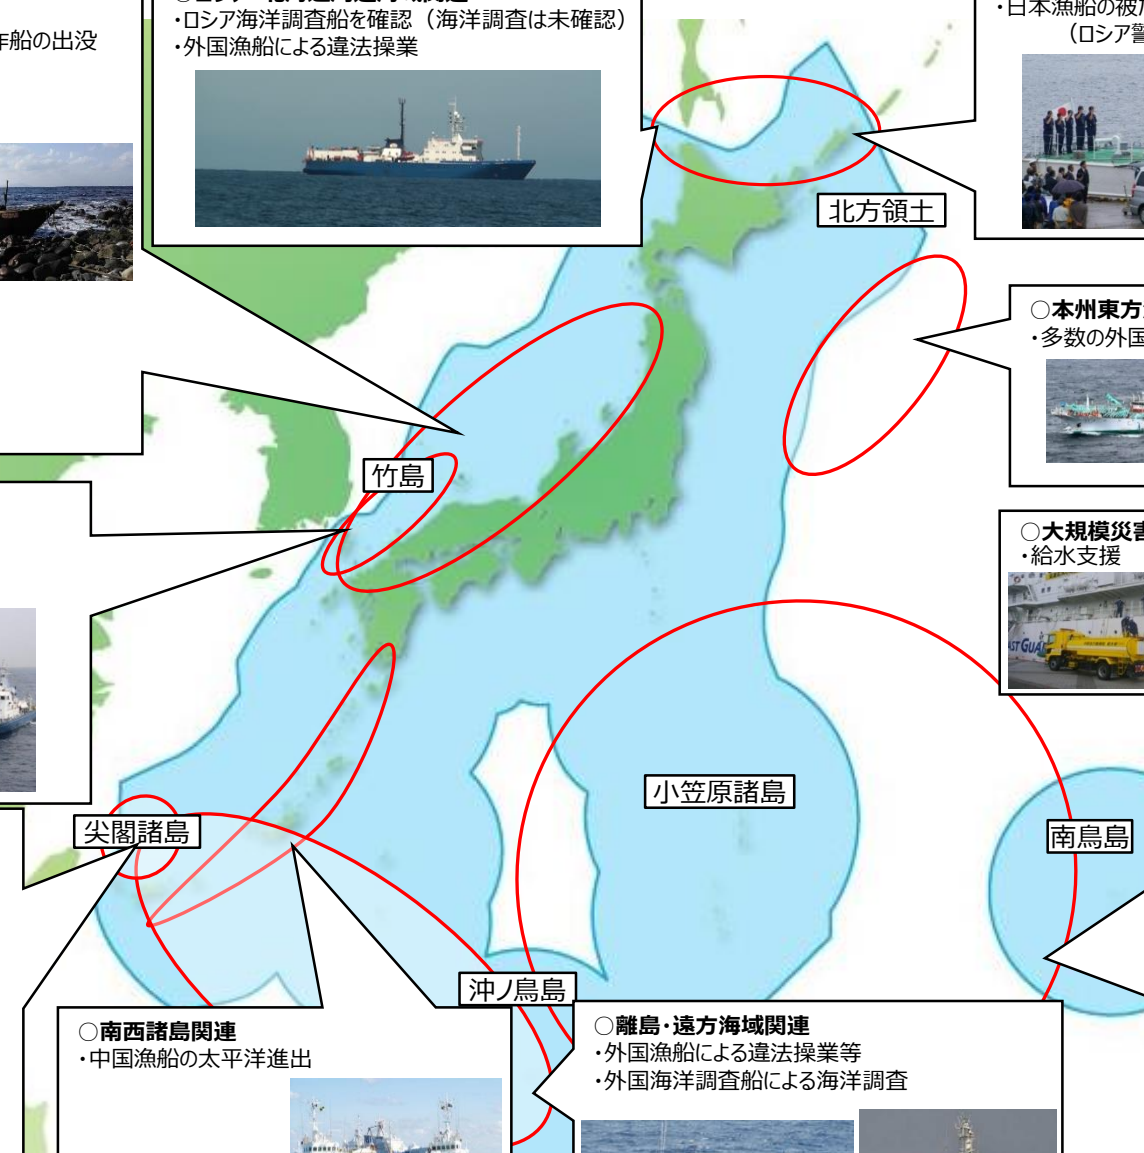 ・ロシア海洋調査船を確認（海洋調査は未確認）
・外国漁船による違法操業
船の出没
・日本漁船の被
（ロシア警
北方領土
○本州東方
・多数の外国
竹島
○大規模災害
・給水支援
小笠原諸島
南鳥島
尖閣諸島
沖ノ鳥島
○南西諸島関連
・中国漁船の太平洋進出
○離島・遠方海域関連
・外国漁船による違法操業等
・外国海洋調査船による海洋調査